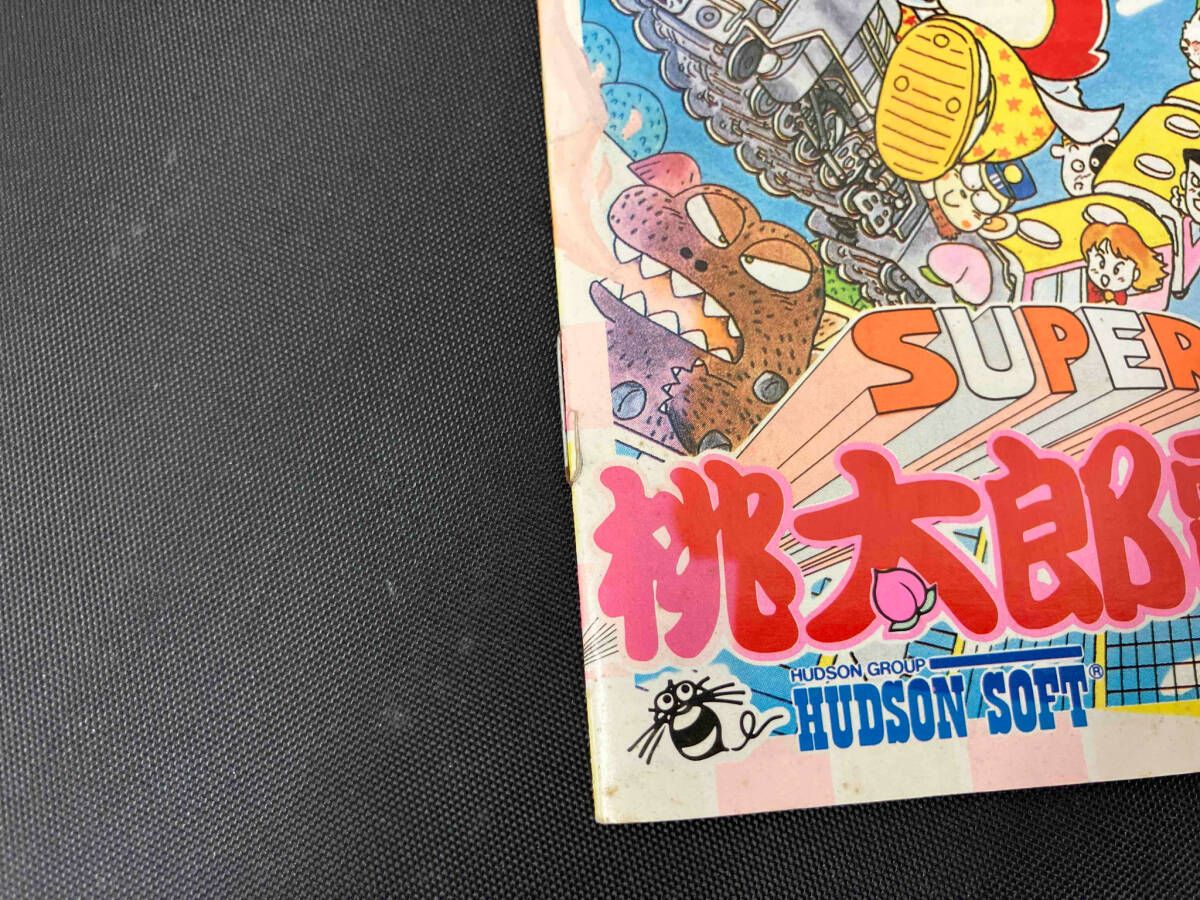 SUPER
桃太郎
HUDSON GROUP
HUDSON SOFT®